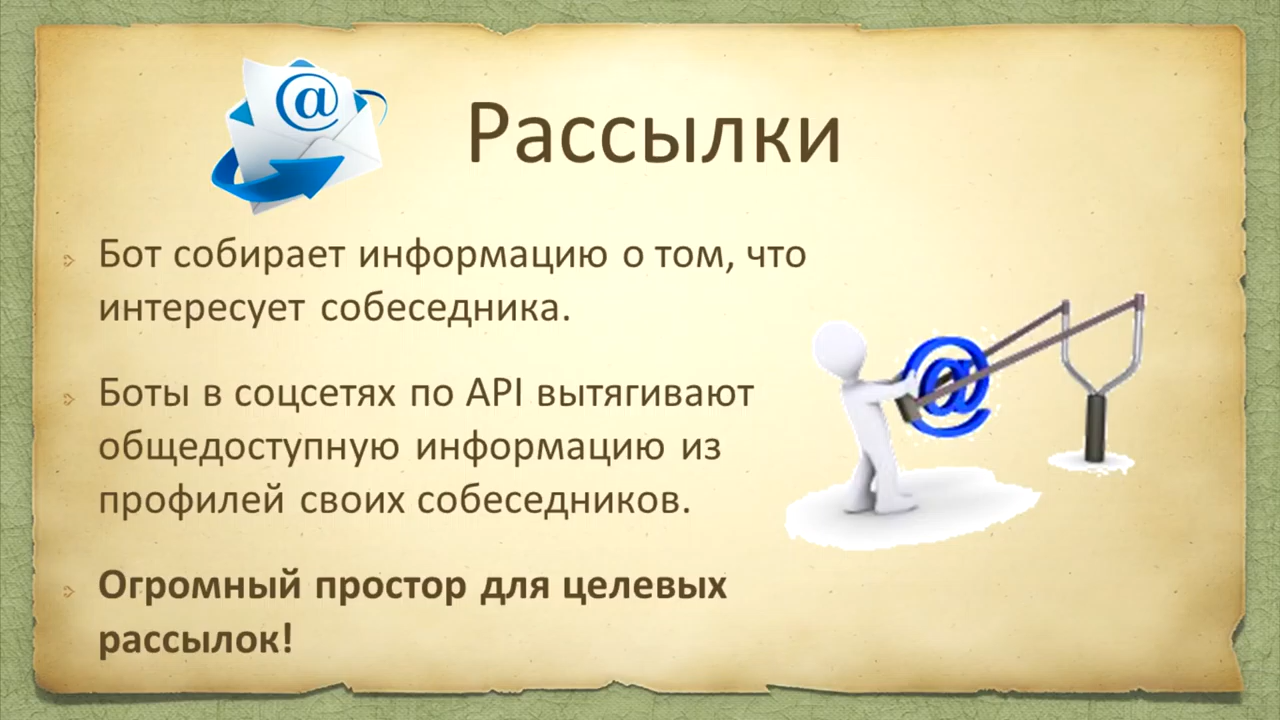 Рассылки
Бот собирает информацию о том, что
интересует собеседника.
Боты в соцсетях по API вытягивают
общедоступную информацию из
профилей своих собеседников.
Огромный простор для целевых
рассылок!